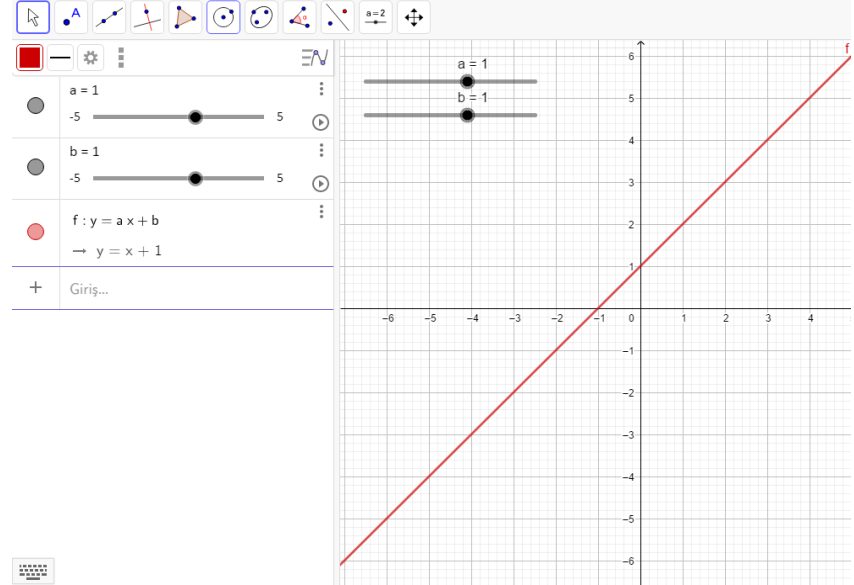 A
a=2
a = 1
-5
5
b = 1
-5
5
f : y = a x + b
→ y = x + 1
+
Giriş...
a = 1
b = 1
f
6
5
4
3
2
1
–6
–5
–4
–3
–2
–1
0
1
2
3
4
–1
–2
–3
–4
–5
–6